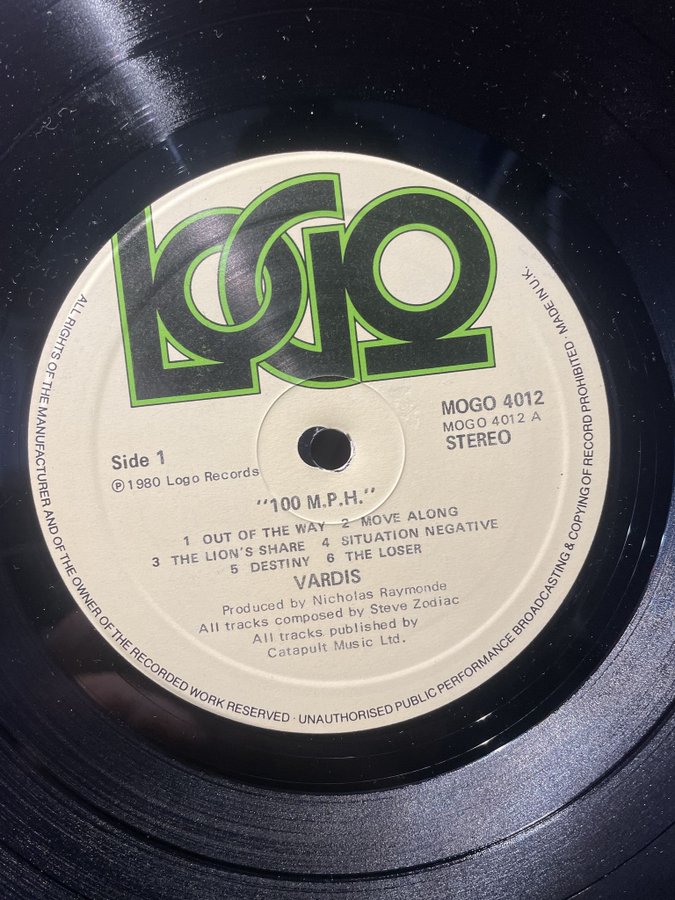 LOGO
MOGO 4012
MOGO 4012 A
STEREO
Side 1
Ⓟ1980 Logo Records
"100 M.P.H."
1 OUT OF THE WAY 2 MOVE ALONG
3 THE LION'S SHARE 4 SITUATION NEGATIVE
5 DESTINY 6 THE LOSER
VARDIS
Produced by Nicholas Raymonde
All tracks composed by Steve Zodiac
All tracks published by
Catapult Music Ltd.
ALL RIGHTS OF THE MANUFACTURER AND OF THE OWNER OF THE RECORDED WORK RESERVED · UNAUTHORISED PUBLIC PERFORMANCE BROADCASTING & COPYING OF RECORD PROHIBITED · MADE IN U.K.